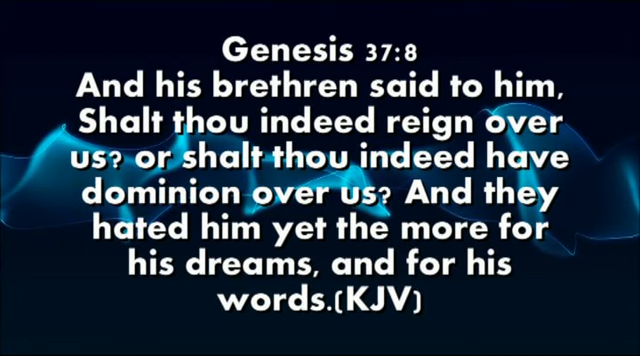 Genesis 37:8
And his brethren said to him,
Shalt thou indeed reign over
us? or shalt thou indeed have
dominion over us? And they
hated him yet the more for
his dreams, and for his
words.(KJV)